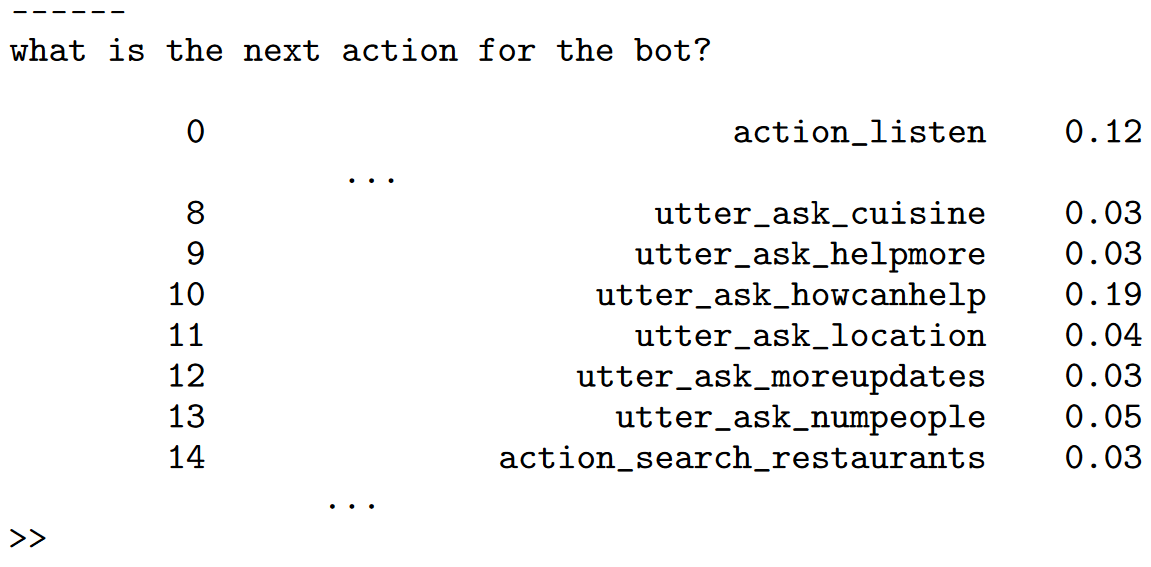 ------
what is the next action for the bot?
0 action_listen 0.12
...
8 utter_ask_cuisine 0.03
9 utter_ask_helpmore 0.03
10 utter_ask_howcanhelp 0.19
11 utter_ask_location 0.04
12 utter_ask_moreupdates 0.03
13 utter_ask_numpeople 0.05
14 action_search_restaurants 0.03
...
>>